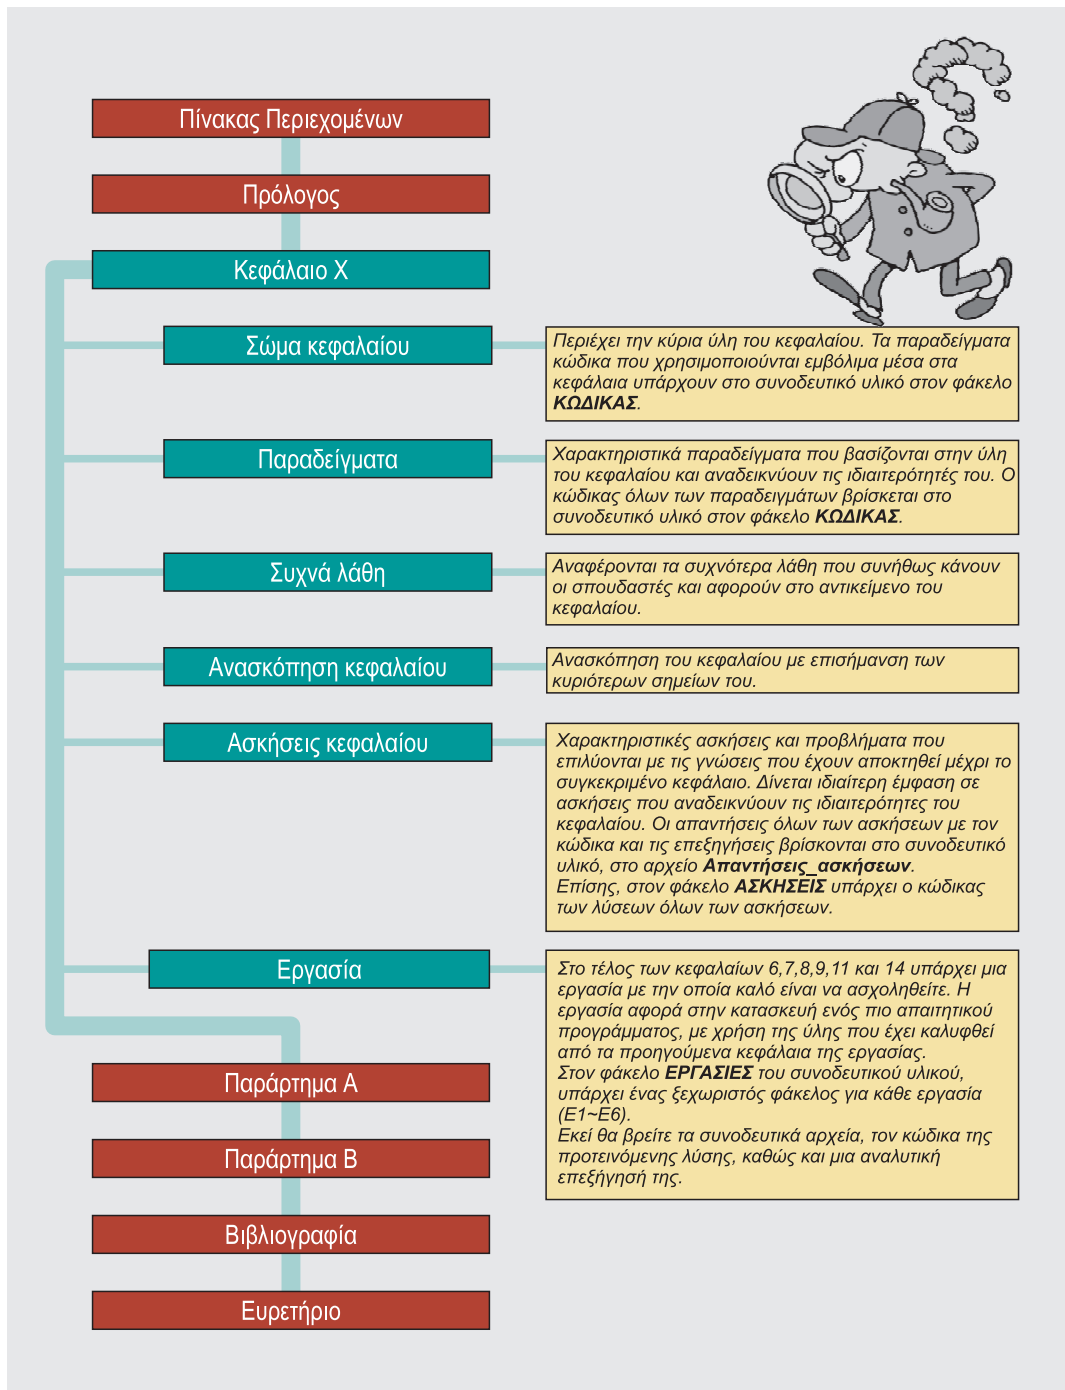 Πίνακας Περιεχομένων
Πρόλογος
Κεφάλαιο Χ
Σώμα κεφαλαίου
Περιέχει την κύρια ύλη του κεφαλαίου. Τα παραδείγματα
κώδικα που χρησιμοποιούνται εμβόλιμα μέσα στα
κεφάλαια υπάρχουν στο συνοδευτικό υλικό στον φάκελο
ΚΩΔΙΚΑΣ.
Παραδείγματα
Χαρακτηριστικά παραδείγματα που βασίζονται στην ύλη
του κεφαλαίου και αναδεικνύουν τις ιδιαιτερότητές του. Ο
κώδικας όλων των παραδειγμάτων βρίσκεται στο
συνοδευτικό υλικό στον φάκελο ΚΩΔΙΚΑΣ.
Συχνά λάθη
Αναφέρονται τα συχνότερα λάθη που συνήθως κάνουν
οι σπουδαστές και αφορούν στο αντικείμενο του
κεφαλαίου.
Ανασκόπηση κεφαλαίου
Ανασκόπηση του κεφαλαίου με επισήμανση των
κυριότερων σημείων του.
Ασκήσεις κεφαλαίου
Χαρακτηριστικές ασκήσεις και προβλήματα που
επιλύονται με τις γνώσεις που έχουν αποκτηθεί μέχρι το
συγκεκριμένο κεφάλαιο. Δίνεται ιδιαίτερη έμφαση σε
ασκήσεις που αναδεικνύουν τις ιδιαιτερότητες του
κεφαλαίου. Οι απαντήσεις όλων των ασκήσεων με τον
κώδικα και τις επεξηγήσεις βρίσκονται στο συνοδευτικό
υλικό, στο αρχείο Απαντήσεις_ασκήσεων.
Επίσης, στον φάκελο ΑΣΚΗΣΕΙΣ υπάρχει ο κώδικας
των λύσεων όλων των ασκήσεων.
Εργασία
Στο τέλος των κεφαλαίων 6,7,8,9,11 και 14 υπάρχει μια
εργασία με την οποία καλό είναι να ασχοληθείτε. Η
εργασία αφορά στην κατασκευή ενός πιο απαιτητικού
προγράμματος, με χρήση της ύλης που έχει καλυφθεί
από τα προηγούμενα κεφάλαια της εργασίας.
Στον φάκελο ΕΡΓΑΣΙΕΣ του συνοδευτικού υλικού,
υπάρχει ένας ξεχωριστός φάκελος για κάθε εργασία
(Ε1~Ε6).
Εκεί θα βρείτε τα συνοδευτικά αρχεία, τον κώδικα της
προτεινόμενης λύσης, καθώς και μια αναλυτική
επεξήγησή της.
Παράρτημα Α
Παράρτημα Β
Βιβλιογραφία
Ευρετήριο